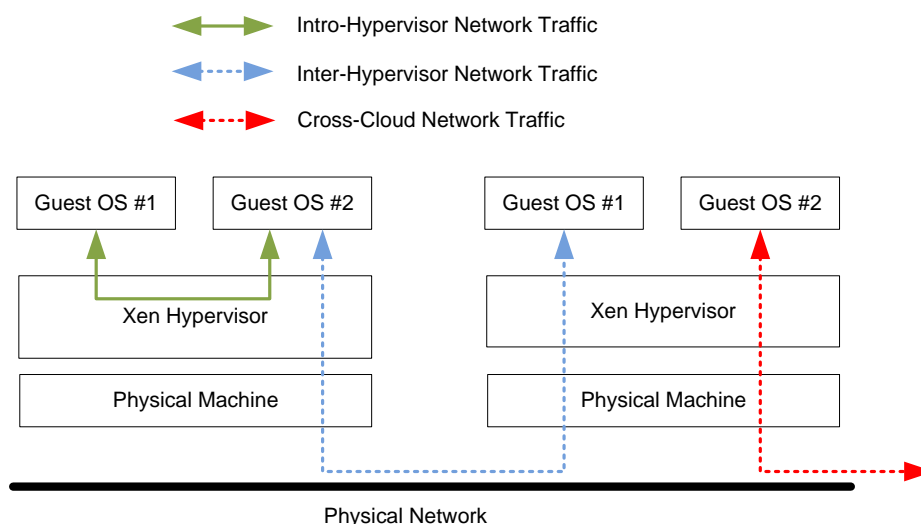 Intro-Hypervisor Network Traffic
Inter-Hypervisor Network Traffic
Cross-Cloud Network Traffic
Guest OS #1
Guest OS #2
Guest OS #1
Guest OS #2
Xen Hypervisor
Xen Hypervisor
Physical Machine
Physical Machine
Physical Network